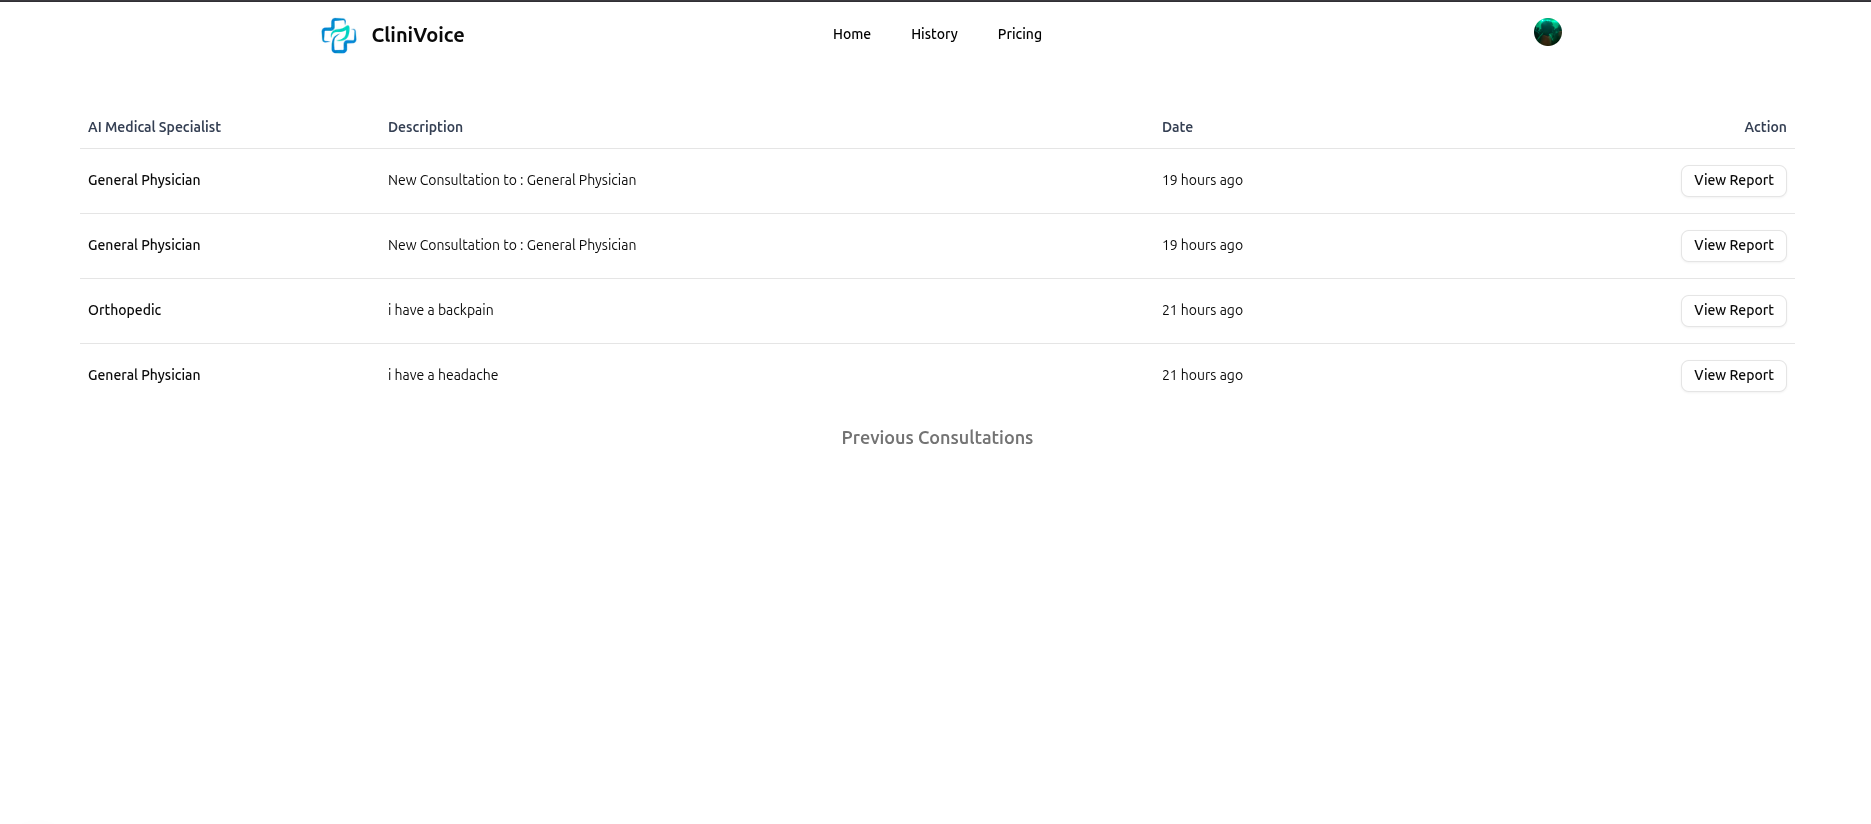 CliniVoice Home History Pricing
AI Medical Specialist Description Date Action
General Physician New Consultation to : General Physician 19 hours ago View Report
General Physician New Consultation to : General Physician 19 hours ago View Report
Orthopedic i have a backpain 21 hours ago View Report
General Physician i have a headache 21 hours ago View Report
Previous Consultations